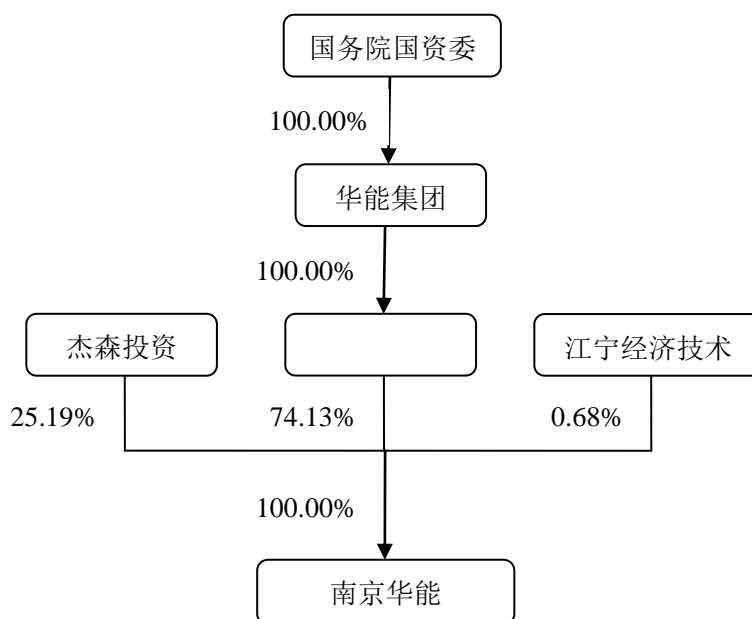 国务院国资委
100.00%
华能集团
100.00%
杰森投资
江宁经济技术
25.19%
74.13%
0.68%
100.00%
南京华能